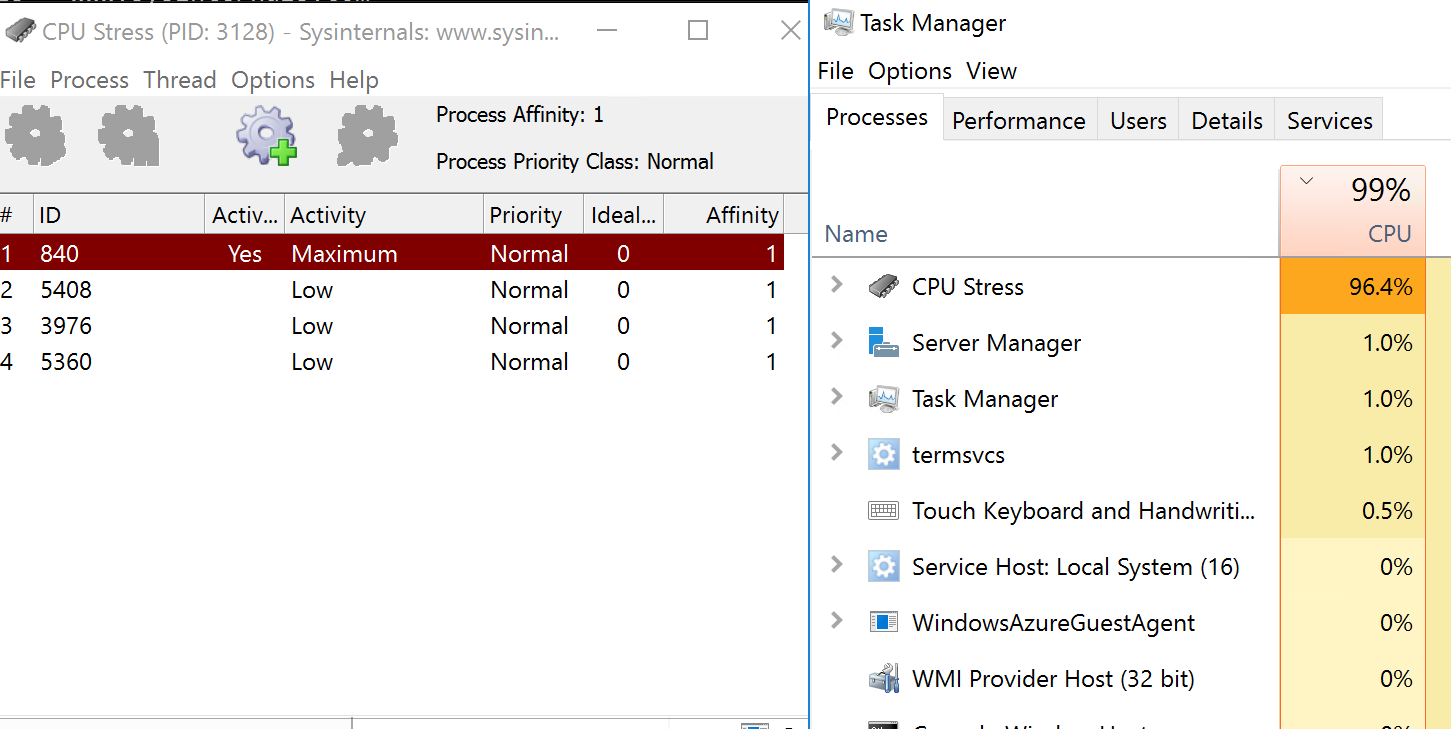 CPU Stress (PID: 3128) - Sysinternals: www.sysin...
File Process Thread Options Help
Process Affinity: 1
Process Priority Class: Normal
# ID Activ... Activity Priority Ideal... Affinity
1 840 Yes Maximum Normal 0 1
2 5408 Low Normal 0 1
3 3976 Low Normal 0 1
4 5360 Low Normal 0 1
Task Manager
File Options View
Processes Performance Users Details Services
99%
Name CPU
CPU Stress 96.4%
Server Manager 1.0%
Task Manager 1.0%
termsvcs 1.0%
Touch Keyboard and Handwriti... 0.5%
Service Host: Local System (16) 0%
WindowsAzureGuestAgent 0%
WMI Provider Host (32 bit) 0%